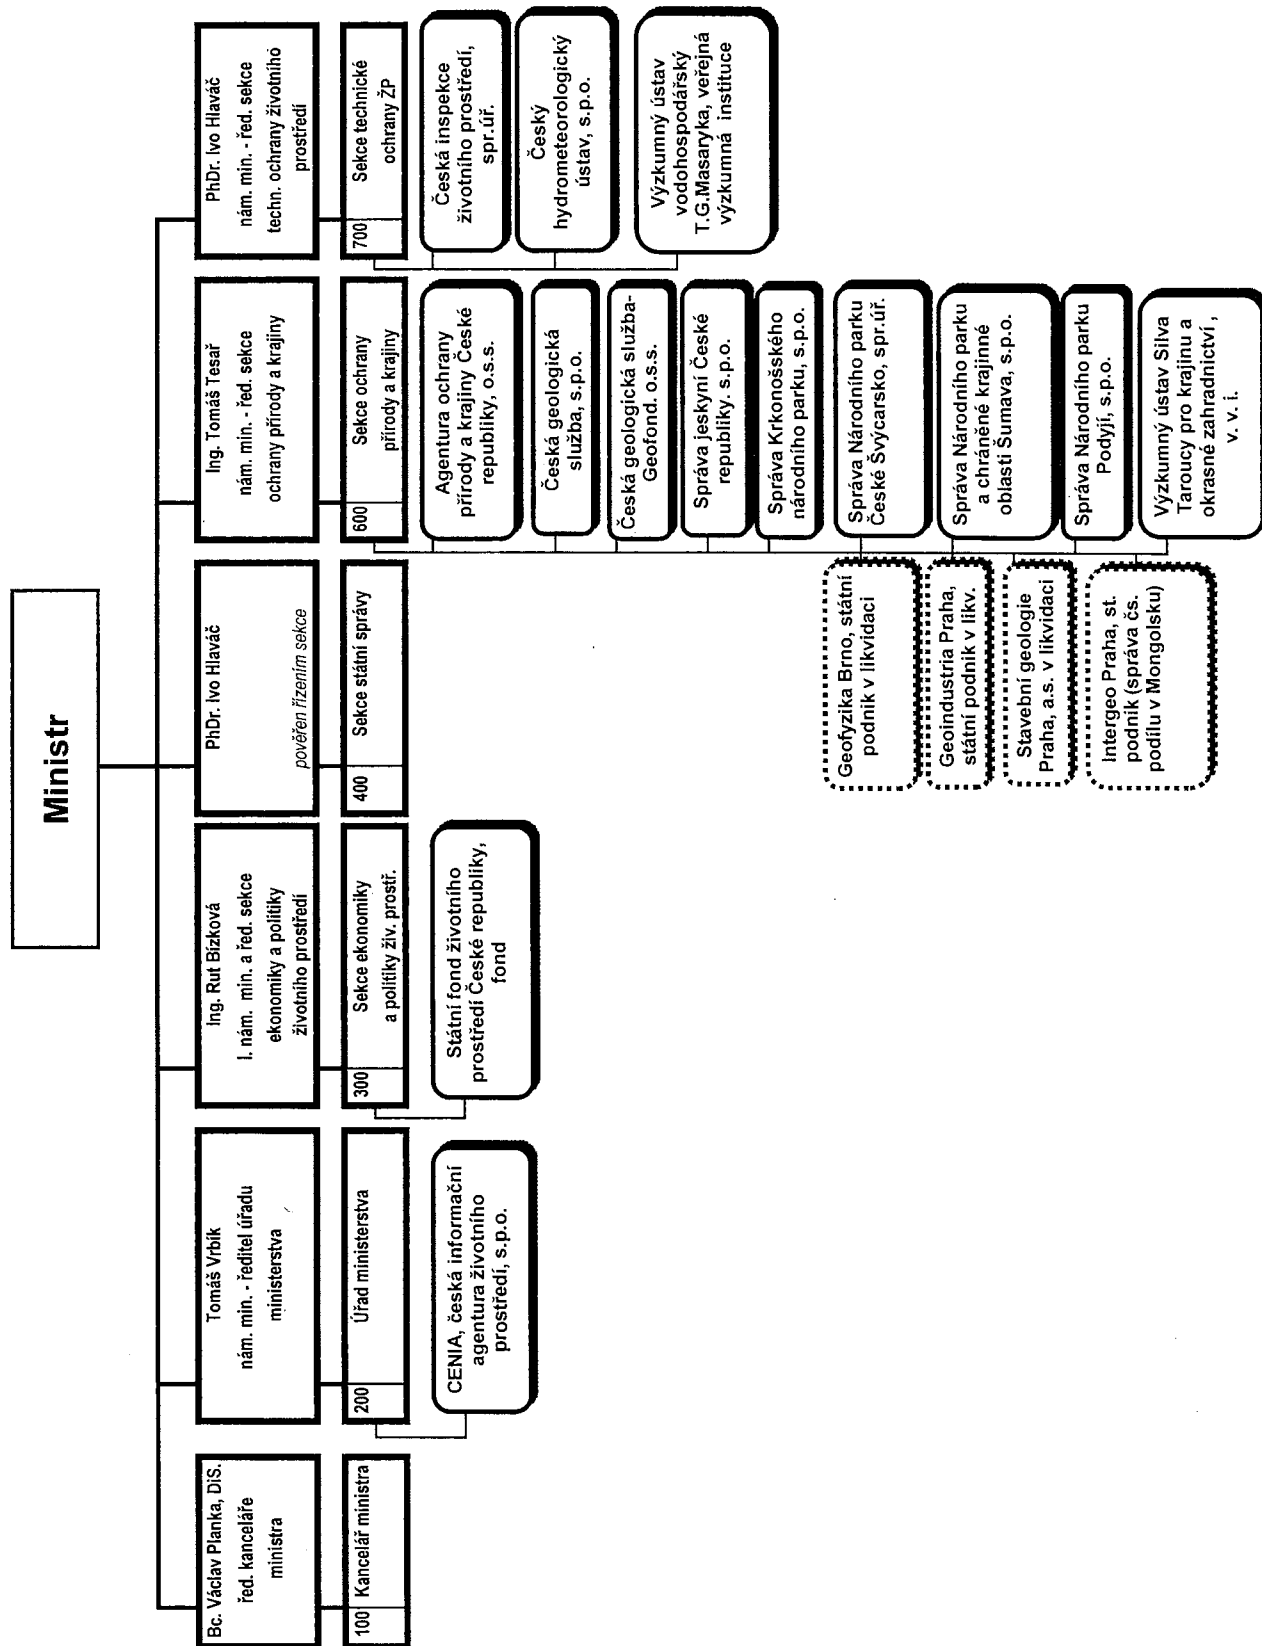 Ministr
Bc. Václav Planka, DiS.
řed. kanceláře
ministra
100 Kancelář ministra
Tomáš Vrbík
nám. min. - ředitel úřadu
ministerstva
200 Úřad ministerstva
CENIA, česká informační
agentura životního
prostředí, s.p.o.
Ing. Rut Bízková
I. nám. min. a řed. sekce
ekonomiky a politiky
životního prostředí
300 Sekce ekonomiky
a politiky živ. prostř.
Státní fond životního
prostředí České republiky,
fond
PhDr. Ivo Hlaváč
pověřen řízením sekce
400 Sekce státní správy
Ing. Tomáš Tesař
nám. min. - řed. sekce
ochrany přírody a krajiny
600 Sekce ochrany
přírody a krajiny
Agentura ochrany
přírody a krajiny České
republiky, o.s.s.
Česká geologická
služba, s.p.o.
Česká geologická služba-
Geofond. o.s.s.
Správa jeskyní České
republiky. s.p.o.
Správa Krkonošského
národního parku, s.p.o.
Správa Národního parku
České Švýcarsko, spr.úř.
Správa Národního parku
a chráněné krajinné
oblasti Šumava, s.p.o.
Správa Národního parku
Podyjí, s.p.o.
Výzkumný ústav Silva
Taroucy pro krajinu a
okrasné zahradnictví ,
v. v. i.
Geofyzika Brno, státní
podnik v likvidaci
Geoindustria Praha,
státní podnik v likv.
Stavební geologie
Praha, a.s. v likvidaci
Intergeo Praha, st.
podnik (správa čs.
podílu v Mongolsku)
PhDr. Ivo Hlaváč
nám. min. - řed. sekce
techn. ochrany životního
prostředí
700 Sekce technické
ochrany ŽP
Česká inspekce
životního prostředí,
spr.úř.
Český
hydrometeorologický
ústav, s.p.o.
Výzkumný ústav
vodohospodářský
T.G.Masaryka, veřejná
výzkumná instituce